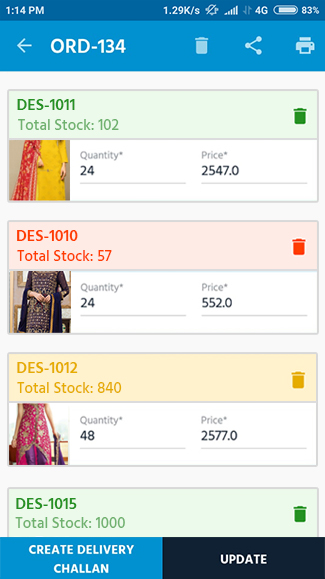 1:14 PM 1.29K/s 4G 83%
ORD-134
DES-1011
Total Stock: 102
Quantity* Price*
24 2547.0
DES-1010
Total Stock: 57
Quantity* Price*
24 552.0
DES-1012
Total Stock: 840
Quantity* Price*
48 2577.0
DES-1015
Total Stock: 1000
CREATE DELIVERY
CHALLAN
UPDATE